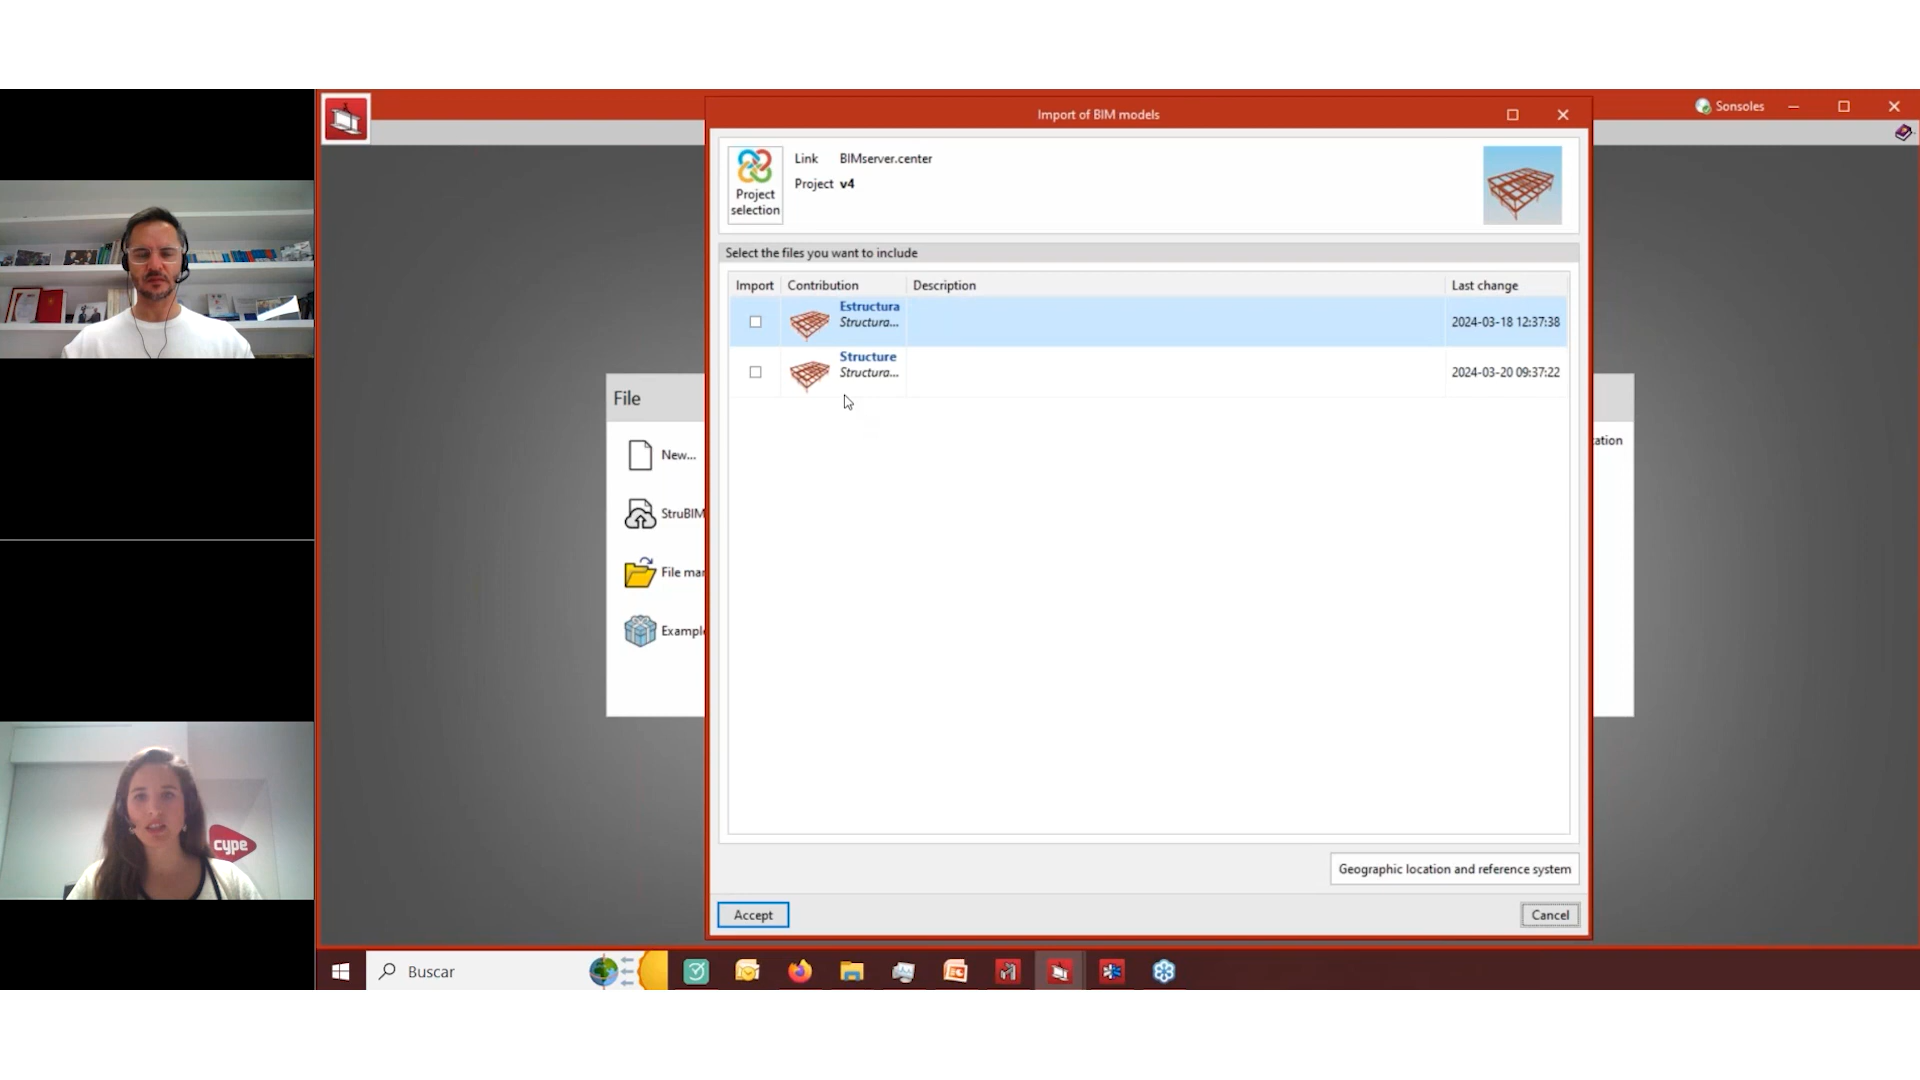 Import of BIM models
Sonsoles
Link BIMserver.center
Project v4
Project
selection
Select the files you want to include
Import Contribution Description Last change
Estructura
Structura... 2024-03-18 12:37:38
Structure
Structura... 2024-03-20 09:37:22
File
New...
StruBIM
File mar
Example
ation
Geographic location and reference system
Accept Cancel
cype
Buscar